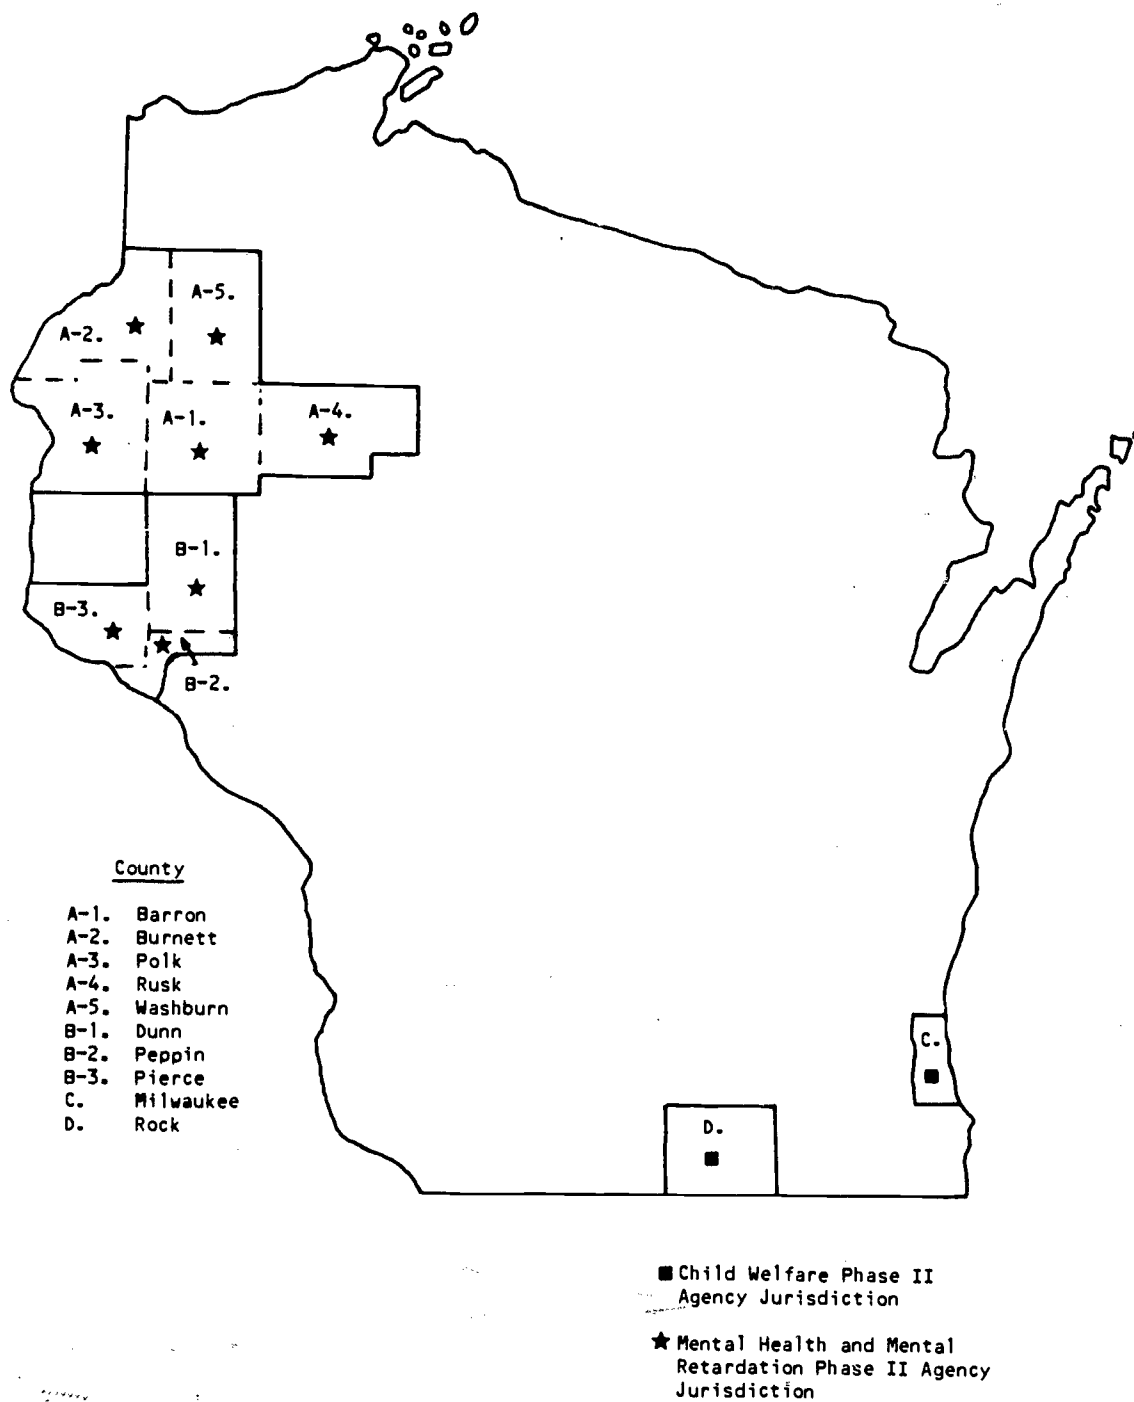 A-5.
A-2.
A-3.
A-1.
A-4.
B-1.
B-3.
B-2.
County
A-1. Barron
A-2. Burnett
A-3. Polk
A-4. Rusk
A-5. Washburn
B-1. Dunn
B-2. Peppin
B-3. Pierce
C. Milwaukee
D. Rock
C.
D.
Child Welfare Phase II
Agency Jurisdiction
Mental Health and Mental
Retardation Phase II Agency
Jurisdiction